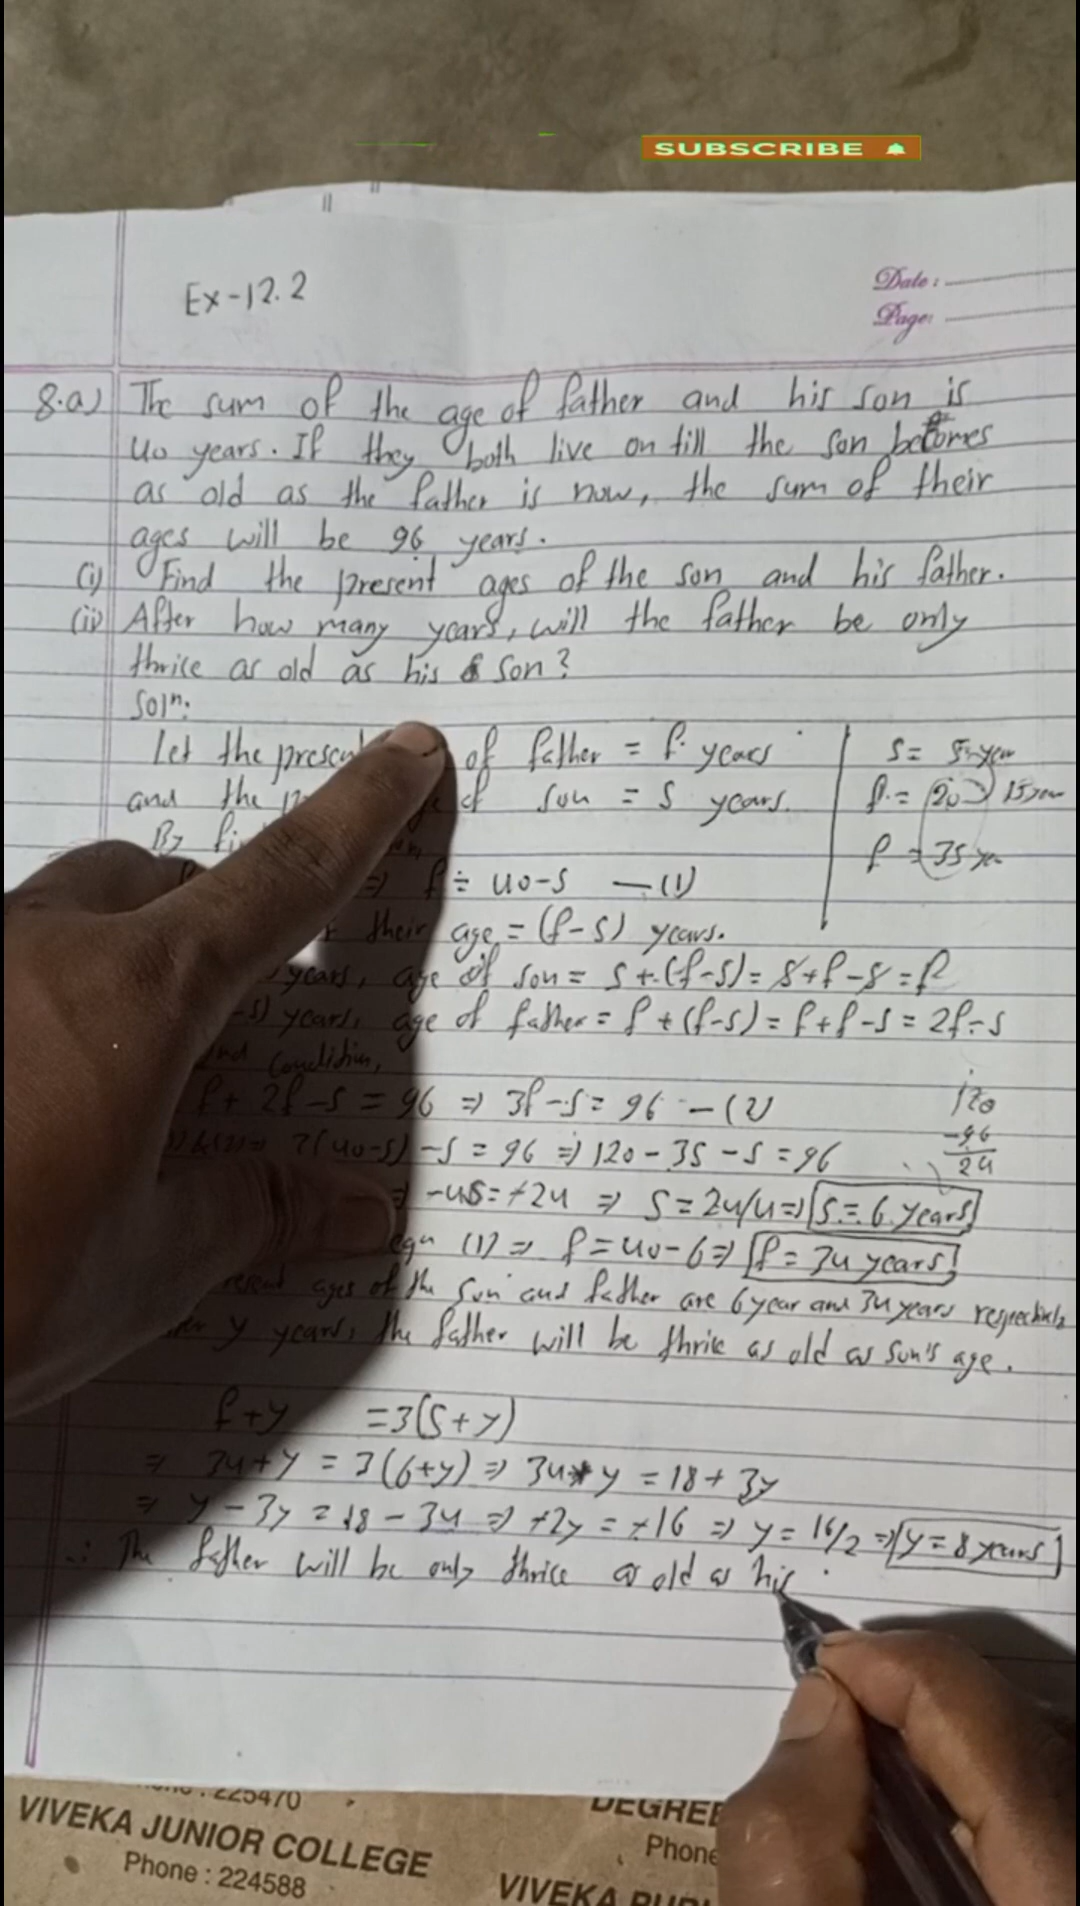 SUBSCRIBE
Ex-12.2
Date:
Page:
8.a) The sum of the age of father and his son is
40 years. If they both live on till the son becomes
as old as the father is now, the sum of their
ages will be 96 years.
(i) Find the present ages of the son and his father.
(ii) After how many years, will the father be only
thrice as old as his son?
Solⁿ:
Let the present of father = f years
and the of son = s years.
By
⇒ f = 40-s —(1)
their age = (f-s) years.
years, age of son = s+(f-s) = s+f-s = f
-s) years, age of father = f+(f-s) = f+f-s = 2f-s
condition,
f+2f-s = 96 ⇒ 3f-s = 96 -(2)
3(40-s)-s = 96 ⇒ 120-3s-s = 96
⇒ -4s = -24 ⇒ s = 24/4 ⇒ s = 6 years
eqn (1) ⇒ f = 40-6 ⇒ f = 34 years
ages of the son and father are 6 year and 34 years respectively
y years, the father will be thrice as old as son's age.
f+y = 3(s+y)
⇒ 34+y = 3(6+y) ⇒ 34+y = 18+3y
⇒ y-3y = 18-34 ⇒ -2y = -16 ⇒ y = 16/2 ⇒ y = 8 years
∴ The father will be only thrice as old as his
s = 5 year
f = 20 15 year
f = 35
120
-96
24
225470
VIVEKA JUNIOR COLLEGE
Phone : 224588
DEGREE
Phone
VIVEKA